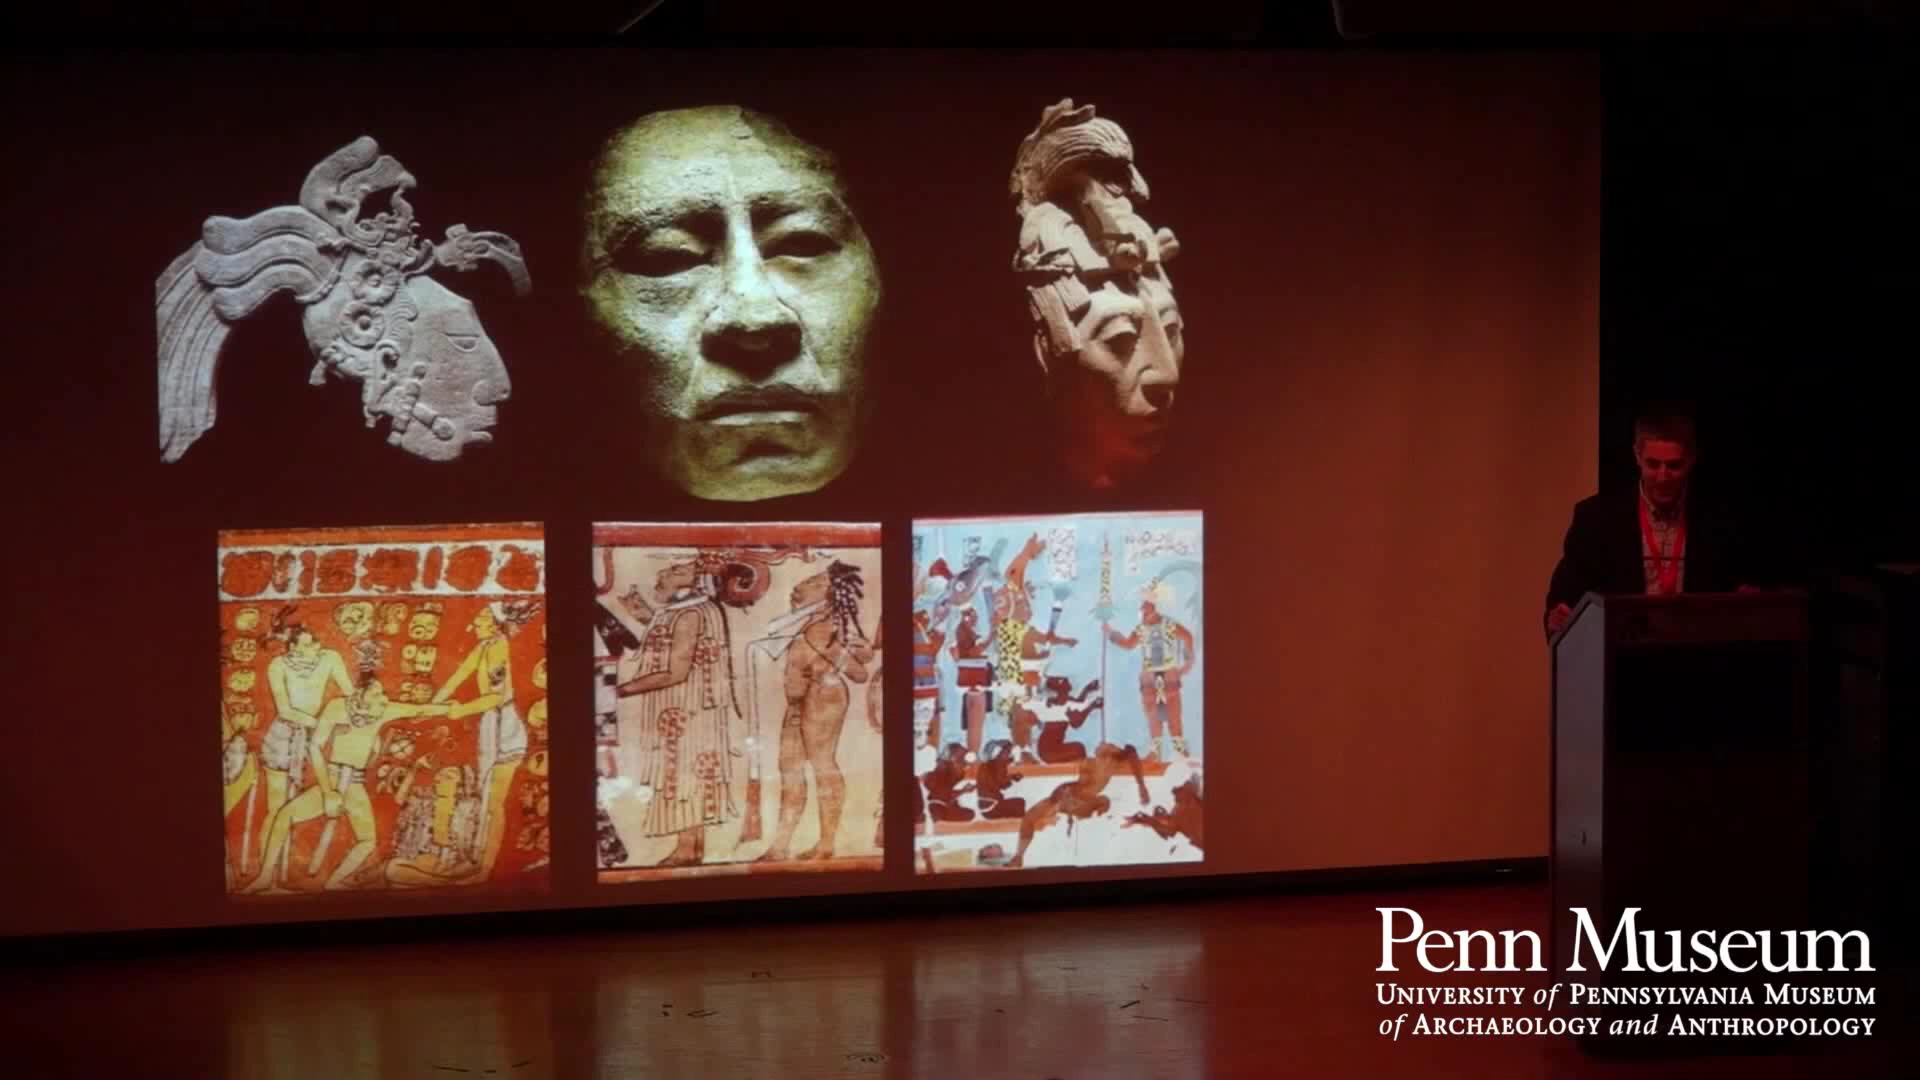 Penn Museum
University of Pennsylvania Museum
of Archaeology and Anthropology